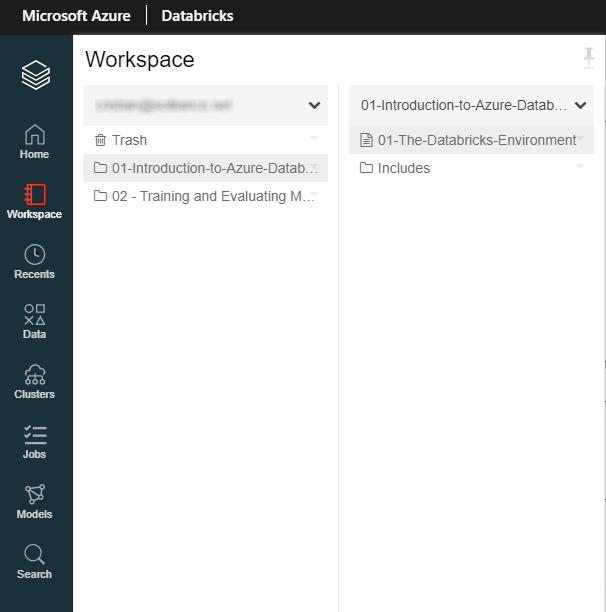 Microsoft Azure Databricks
Workspace
01-Introduction-to-Azure-Datab...
Trash
01-The-Databricks-Environment
01-Introduction-to-Azure-Datab...
Includes
02 - Training and Evaluating M...
Home
Workspace
Recents
Data
Clusters
Jobs
Models
Search